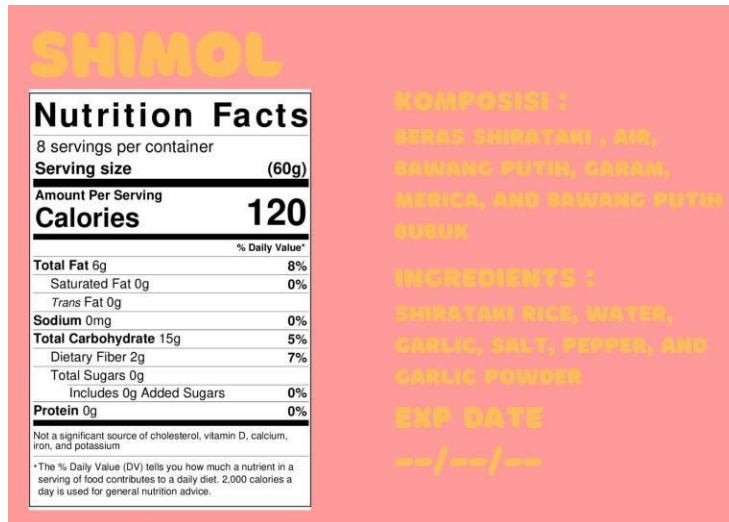 SHIMOL
Nutrition Facts
8 servings per container
Serving size (60g)
Amount Per Serving
Calories 120
% Daily Value*
Total Fat 6g 8%
Saturated Fat 0g 0%
Trans Fat 0g
Sodium 0mg 0%
Total Carbohydrate 15g 5%
Dietary Fiber 2g 7%
Total Sugars 0g
Includes 0g Added Sugars 0%
Protein 0g 0%
Not a significant source of cholesterol, vitamin D, calcium,
iron, and potassium
*The % Daily Value (DV) tells you how much a nutrient in a
serving of food contributes to a daily diet. 2,000 calories a
day is used for general nutrition advice.
KOMPOSISI :
BERAS SHIRATAKI , AIR,
BAWANG PUTIH, GARAM,
MERICA, AND BAWANG PUTIH
BUBUK
INGREDIENTS :
SHIRATAKI RICE, WATER,
GARLIC, SALT, PEPPER, AND
GARLIC POWDER
EXP DATE
--/--/--